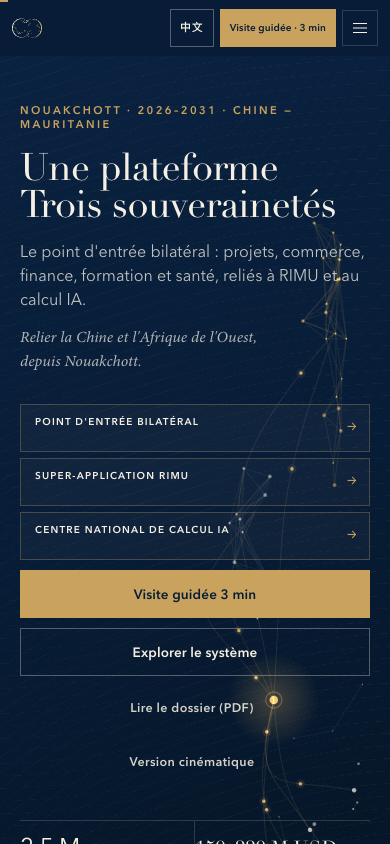 中文
Visite guidée · 3 min
NOUAKCHOTT · 2026–2031 · CHINE –
MAURITANIE
Une plateforme
Trois souverainetés
Le point d'entrée bilatéral : projets, commerce,
finance, formation et santé, reliés à RIMU et au
calcul IA.
Relier la Chine et l'Afrique de l'Ouest,
depuis Nouakchott.
POINT D'ENTRÉE BILATÉRAL →
SUPER-APPLICATION RIMU →
CENTRE NATIONAL DE CALCUL IA →
Visite guidée 3 min
Explorer le système
Lire le dossier (PDF)
Version cinématique